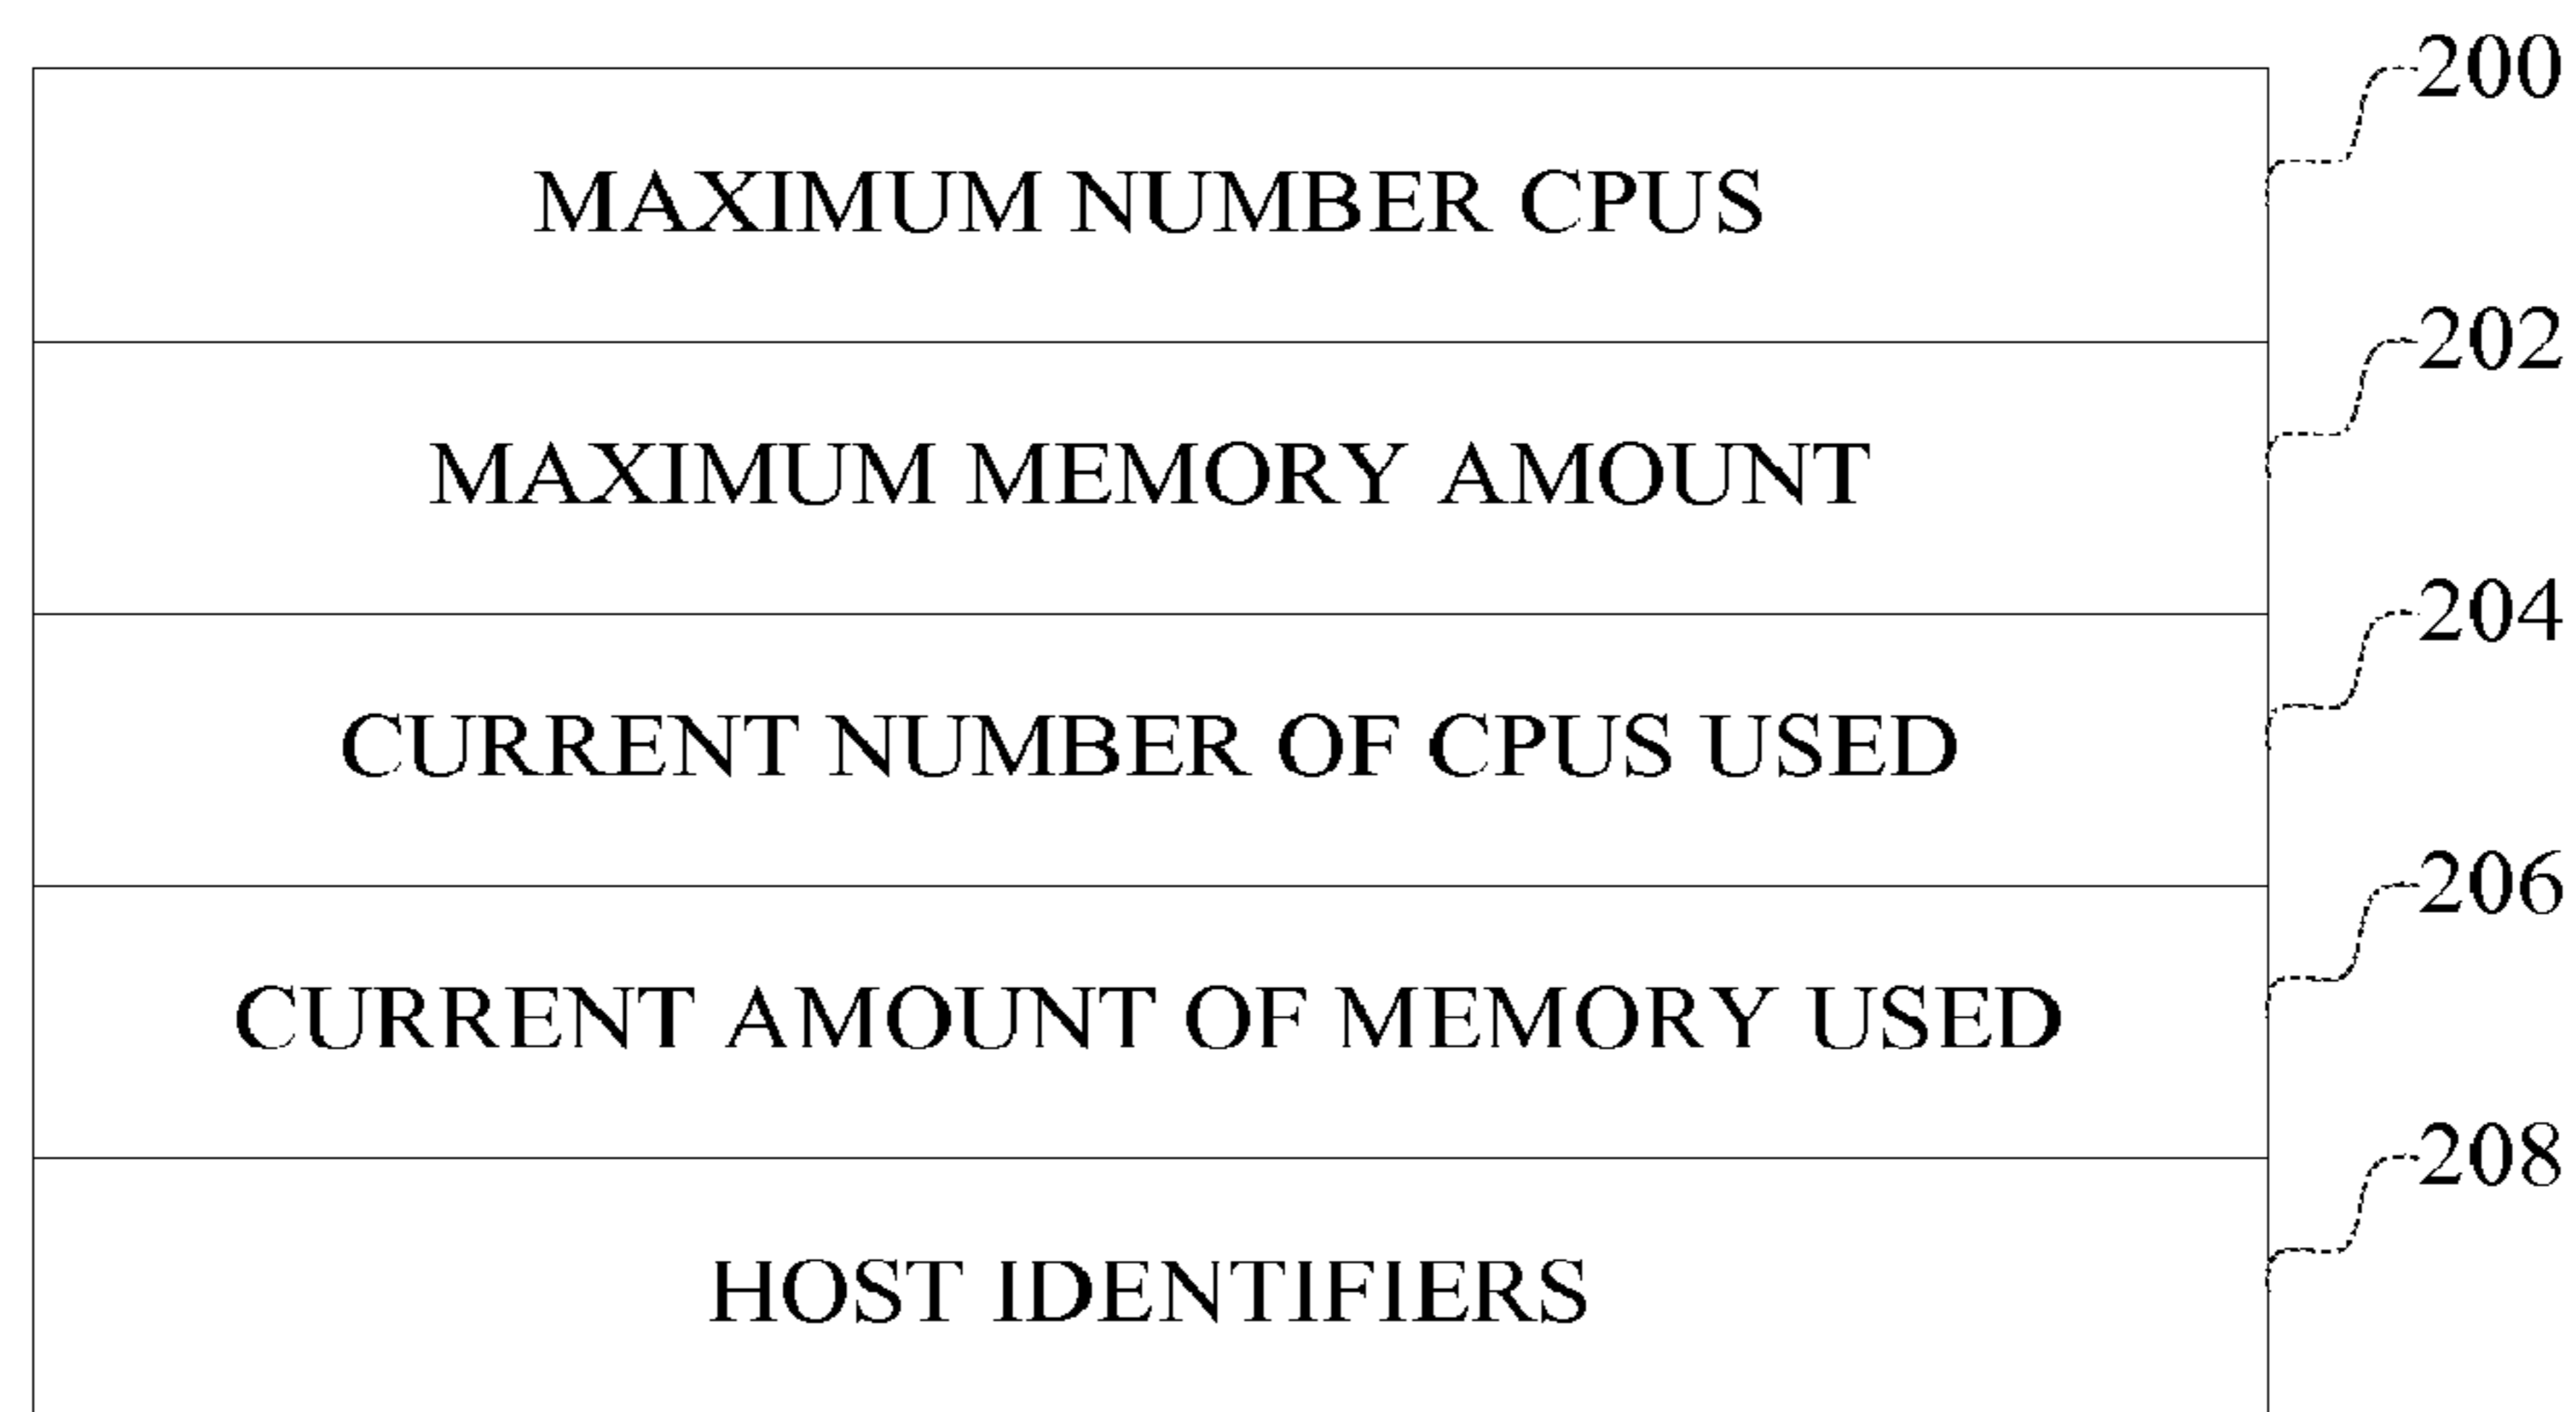 200
MAXIMUM NUMBER CPUS
202
MAXIMUM MEMORY AMOUNT
204
CURRENT NUMBER OF CPUS USED
206
CURRENT AMOUNT OF MEMORY USED
208
HOST IDENTIFIERS